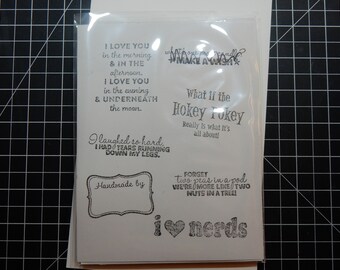 I LOVE YOU
in the morning
& IN THE
afternoon,
I LOVE YOU
in the evening
& UNDERNEATH
the moon.
What if the
Hokey Pokey
Really is what it's
all about!
I laughed so hard,
I HAD TEARS RUNNING
DOWN MY LEGS.
FORGET
two peas in a pod
WE'RE MORE LIKE TWO
NUTS IN A TREE!
Handmade by
i ♥ nerds